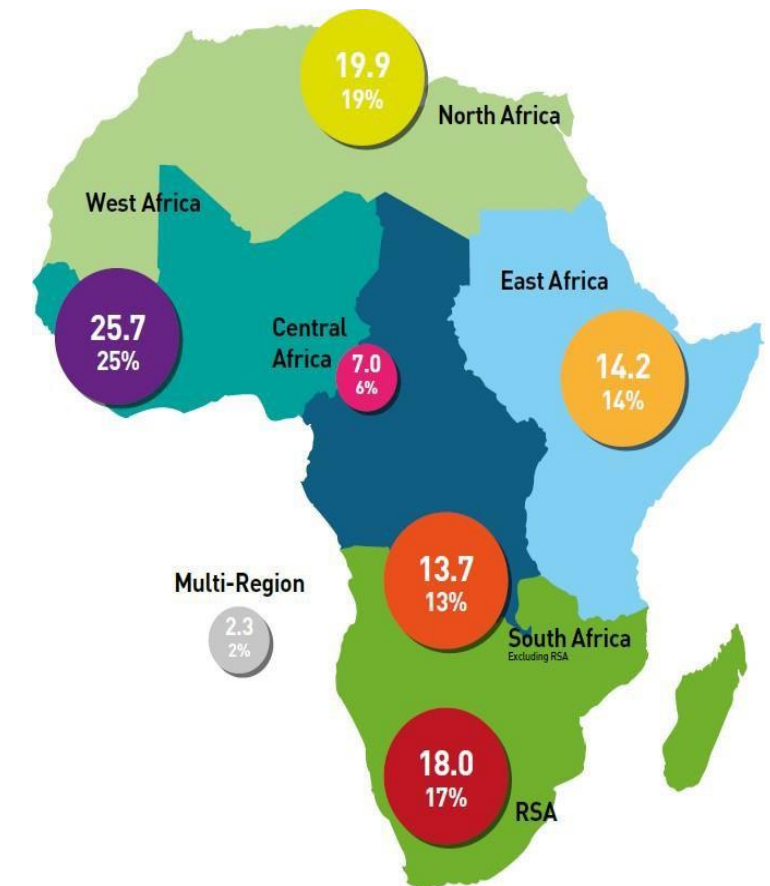 19.9
19%
North Africa
West Africa
East Africa
25.7
25%
Central
Africa
7.0
6%
14.2
14%
13.7
13%
Multi-Region
2.3
2%
South Africa
Excluding RSA
18.0
17%
RSA